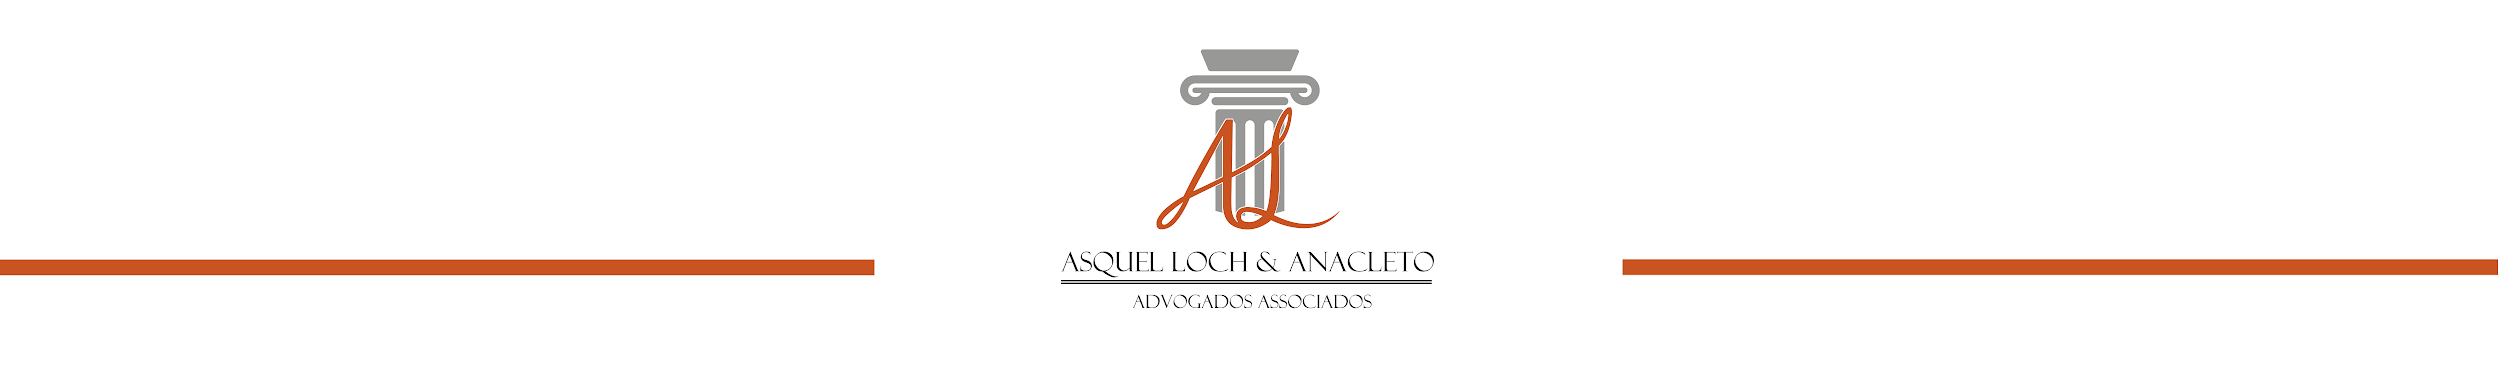 AL
ASQUEL LOCH & ANACLETO
ADVOGADOS ASSOCIADOS